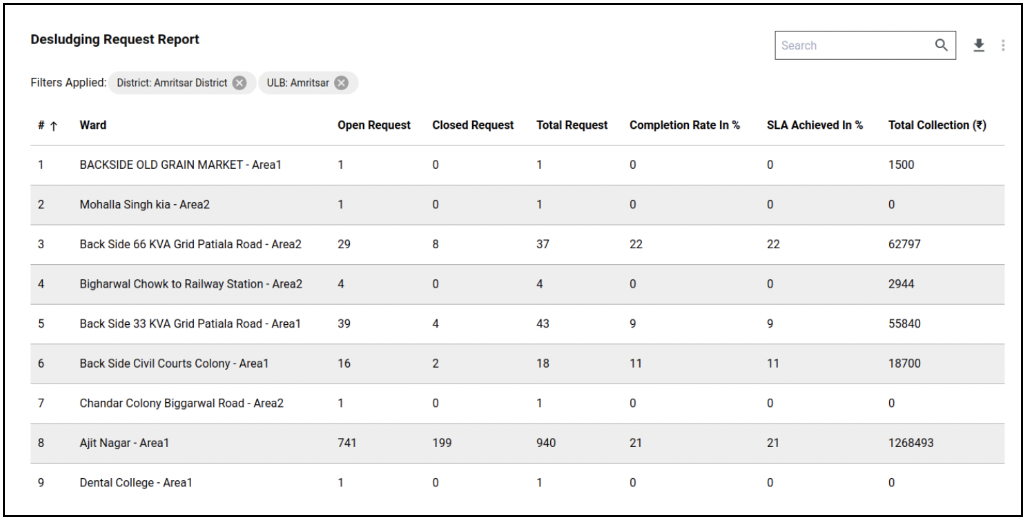 Desludging Request Report
Search
Filters Applied: District: Amritsar District ULB: Amritsar
# ↑ Ward Open Request Closed Request Total Request Completion Rate In % SLA Achieved In % Total Collection (₹)
1 BACKSIDE OLD GRAIN MARKET - Area1 1 0 1 0 0 1500
2 Mohalla Singh kia - Area2 1 0 1 0 0 0
3 Back Side 66 KVA Grid Patiala Road - Area2 29 8 37 22 22 62797
4 Bigharwal Chowk to Railway Station - Area2 4 0 4 0 0 2944
5 Back Side 33 KVA Grid Patiala Road - Area1 39 4 43 9 9 55840
6 Back Side Civil Courts Colony - Area1 16 2 18 11 11 18700
7 Chandar Colony Biggarwal Road - Area2 1 0 1 0 0 0
8 Ajit Nagar - Area1 741 199 940 21 21 1268493
9 Dental College - Area1 1 0 1 0 0 0